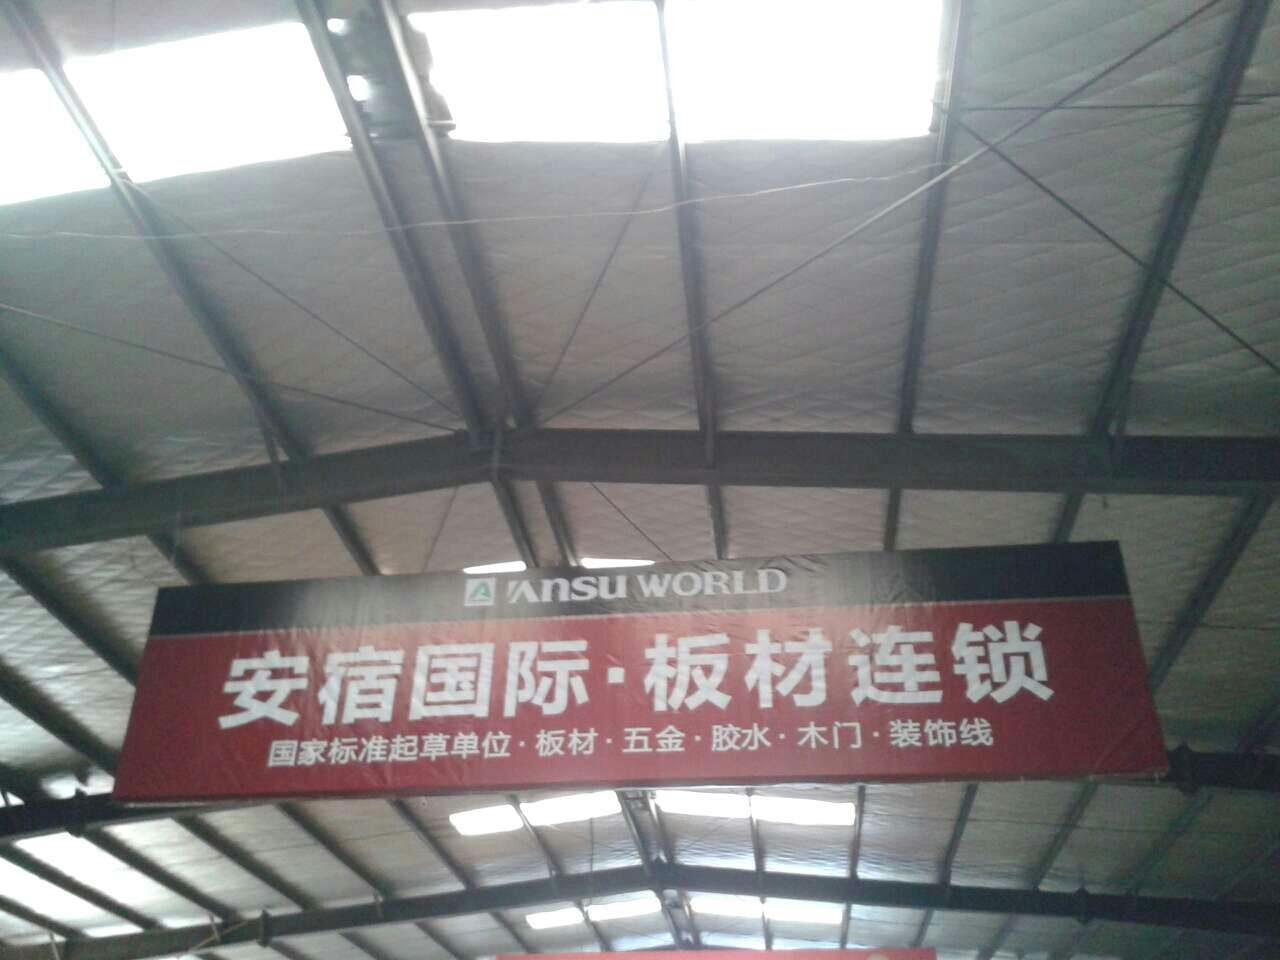 ANSU WORLD
安宿国际·板材连锁
国家标准起草单位·板材·五金·胶水·木门·装饰线